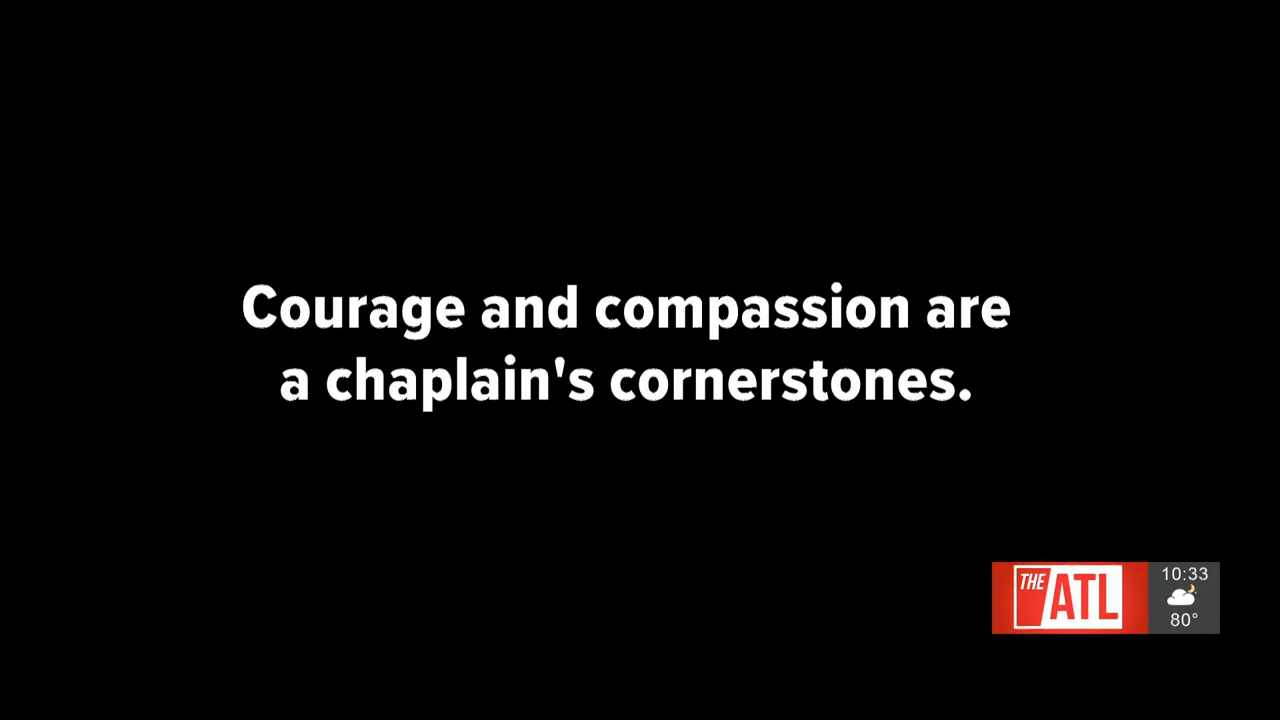 Courage and compassion are
a chaplain's cornerstones.
THE ATL
10:33
80°